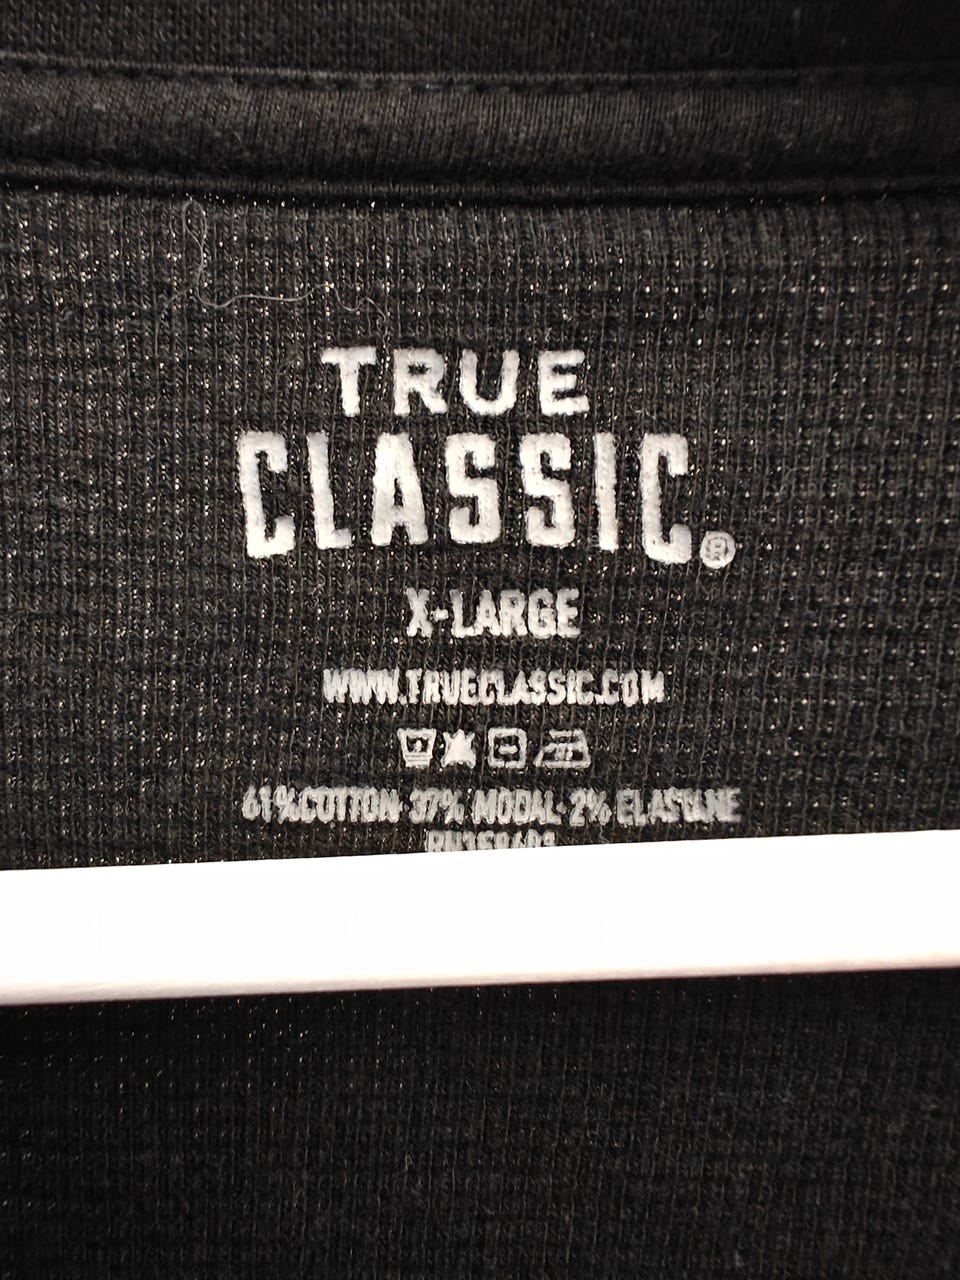 TRUE
CLASSIC®
X-LARGE
WWW.TRUECLASSIC.COM
61%COTTON·37% MODAL·2% ELASTANE